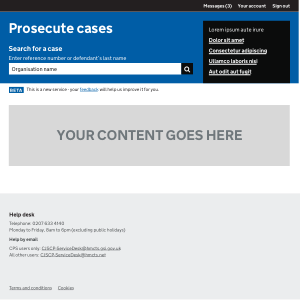 Messages (3) Your account Sign out
Prosecute cases
Search for a case
Enter reference number or defendant's last name
Organisation name
Lorem ipsum aute irure
Dolor sit amet
Consectetur adipiscing
Ullamco laboris nisi
Aut odit aut fugit
BETA This is a new service - your feedback will help us improve it for you.
YOUR CONTENT GOES HERE
Help desk
Telephone: 0207 633 4140
Monday to Friday, 8am to 6pm (excluding public holidays)
Help by email
CPS users only: CJSCP-ServiceDesk@hmcts.gsi.gov.uk
All other users: CJSCP-ServiceDesk@hmcts.net
Terms and conditions Cookies